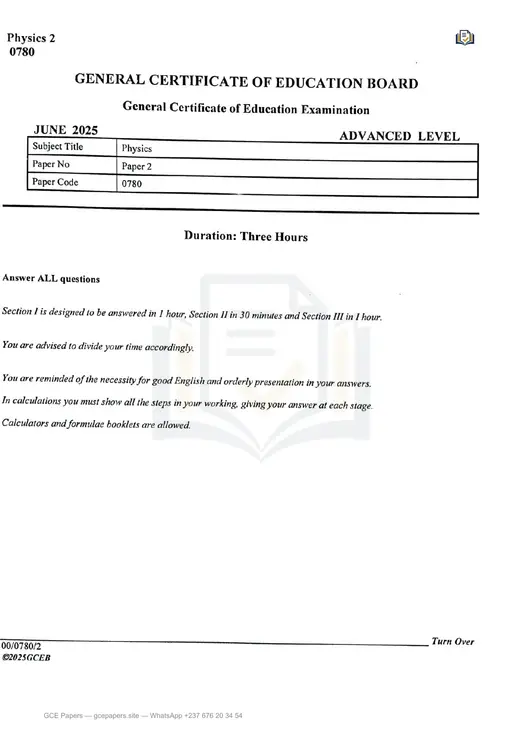 Physics 2
0780
GENERAL CERTIFICATE OF EDUCATION BOARD
General Certificate of Education Examination
JUNE 2025
ADVANCED LEVEL
Subject Title Physics
Paper No Paper 2
Paper Code 0780
Duration: Three Hours
Answer ALL questions
Section I is designed to be answered in 1 hour, Section II in 30 minutes and Section III in 1 hour.
You are advised to divide your time accordingly.
You are reminded of the necessity for good English and orderly presentation in your answers.
In calculations you must show all the steps in your working, giving your answer at each stage.
Calculators and formulae booklets are allowed.
Turn Over
00/0780/2
©2025GCEB
GCE Papers — gcepapers.site — WhatsApp +237 676 20 34 54